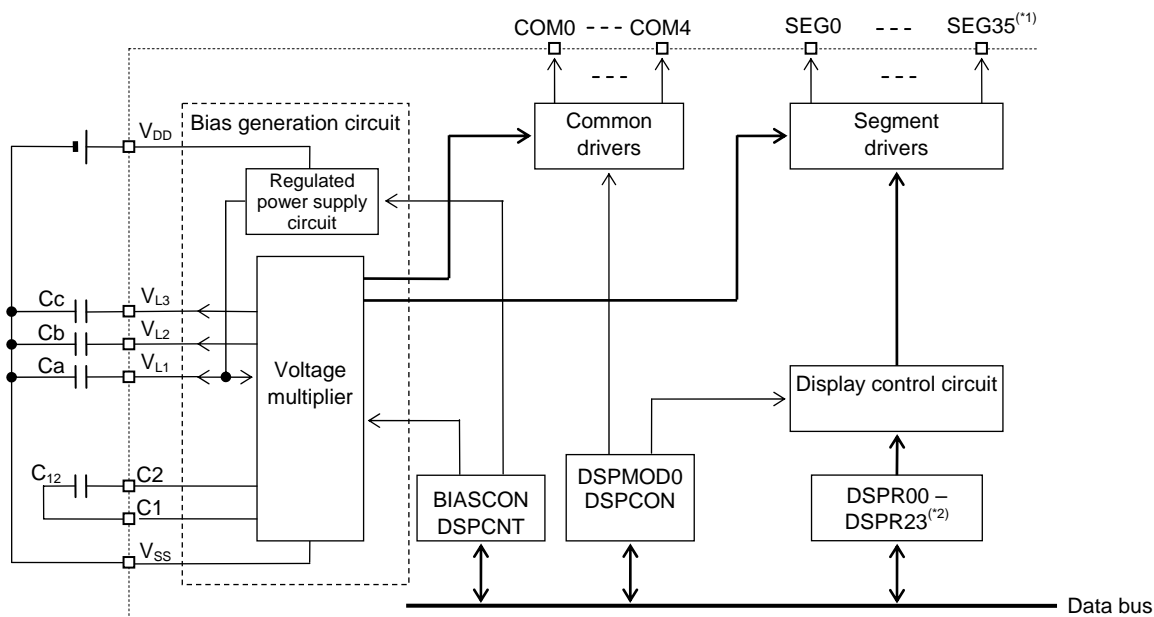 COM0 --- COM4 SEG0 --- SEG35(*1)
---
---
Bias generation circuit
VDD
Common
drivers
Segment
drivers
Regulated
power supply
circuit
Cc VL3
Cb VL2
Ca VL1
Voltage
multiplier
Display control circuit
C12 C2
C1
VSS
BIASCON
DSPCNT
DSPMOD0
DSPCON
DSPR00 –
DSPR23(*2)
Data bus